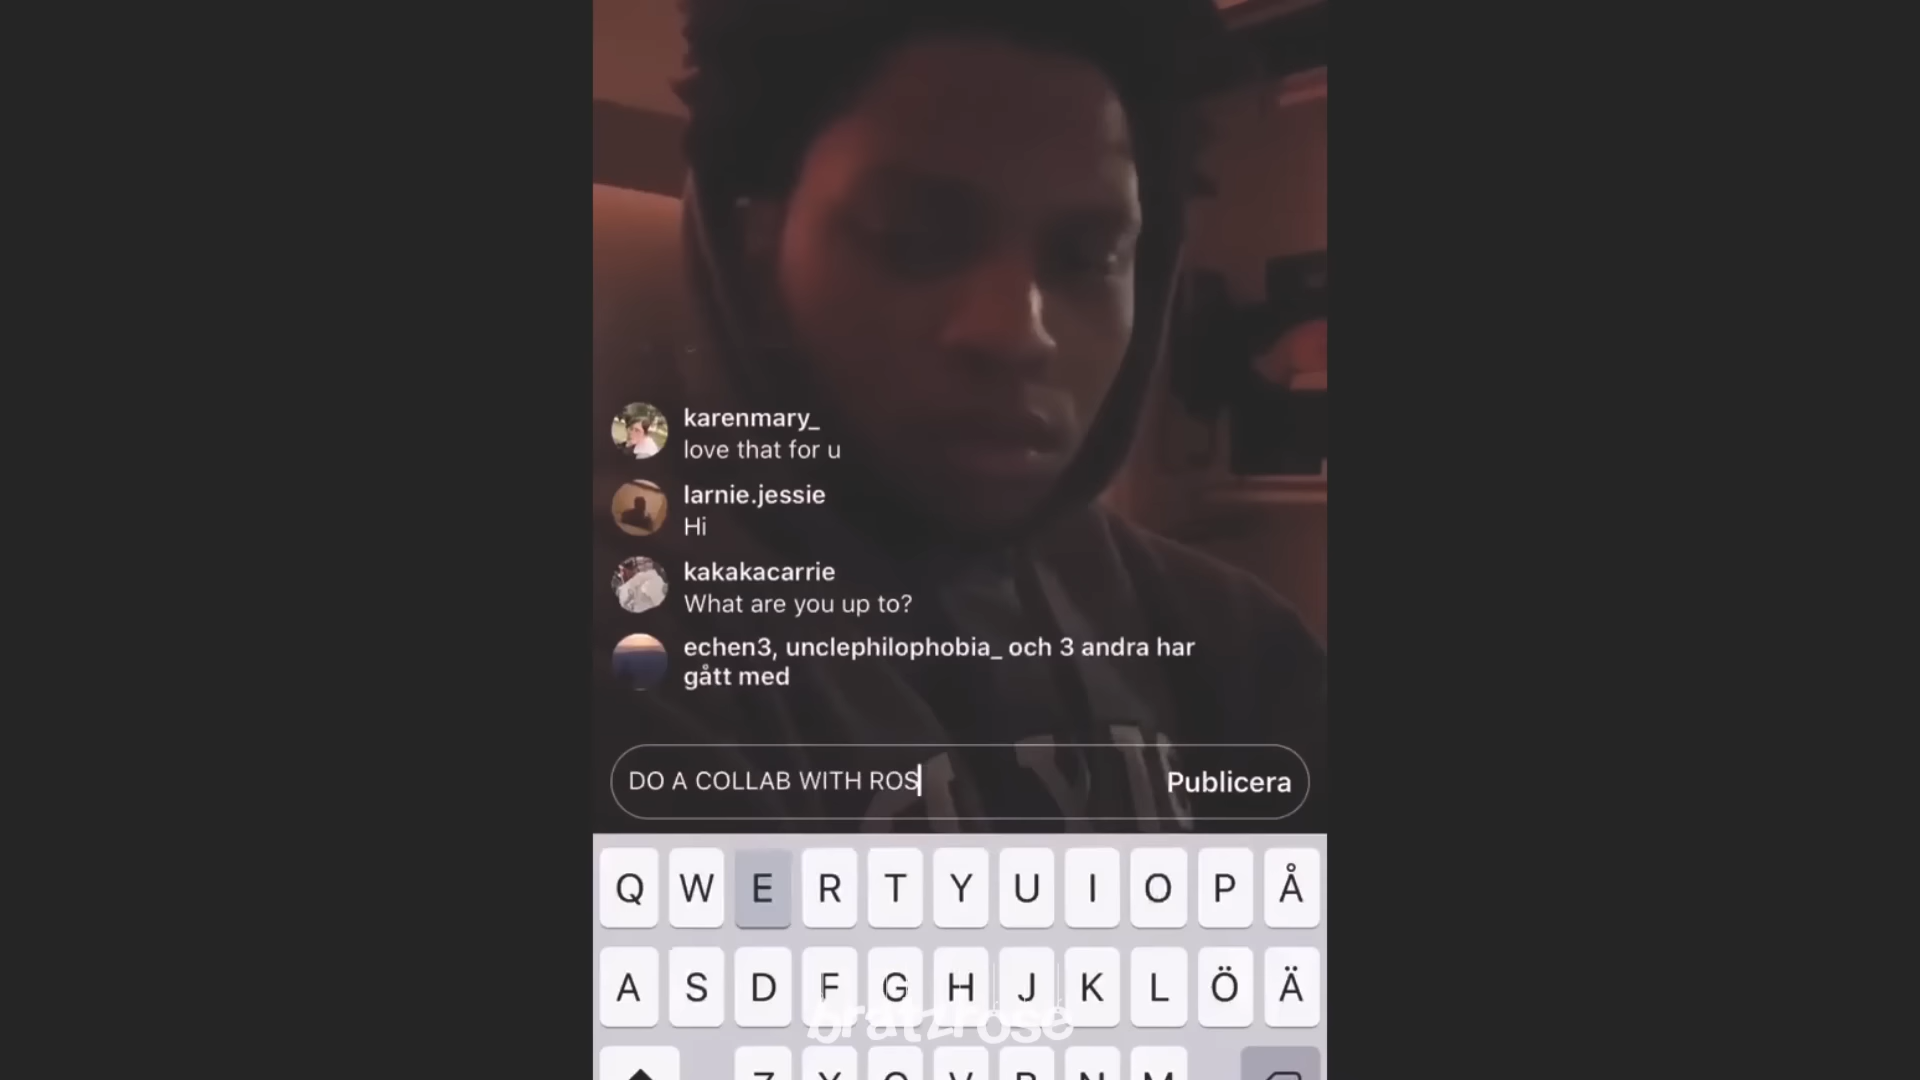 karenmary_
love that for u
larnie.jessie
Hi
kakakacarrie
What are you up to?
echen3, unclephilophobia_ och 3 andra har
gått med
DO A COLLAB WITH ROS
Publicera
Q W E R T Y U I O P Å
A S D F G H J K L Ö Ä
bratzrosé
Z X C V B N M